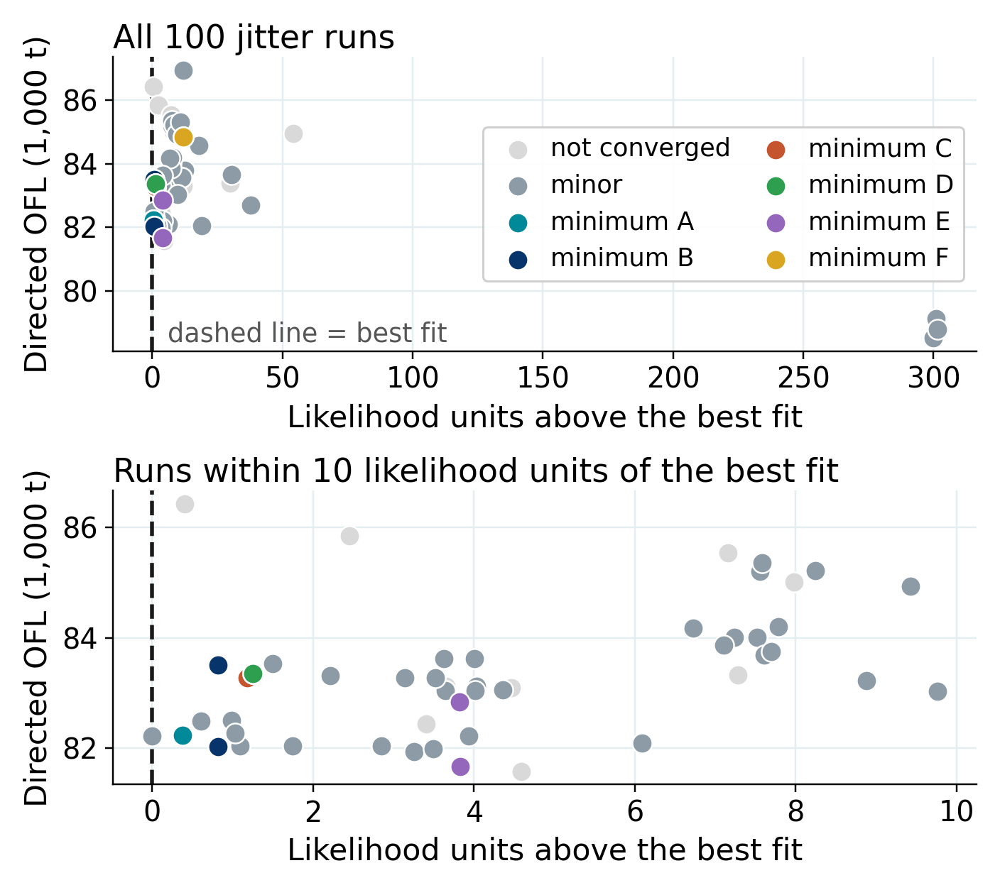 All 100 jitter runs
Directed OFL (1,000 t)
86
84
82
80
not converged
minor
minimum A
minimum B
minimum C
minimum D
minimum E
minimum F
dashed line = best fit
0 50 100 150 200 250 300
Likelihood units above the best fit
Runs within 10 likelihood units of the best fit
Directed OFL (1,000 t)
86
84
82
0 2 4 6 8 10
Likelihood units above the best fit